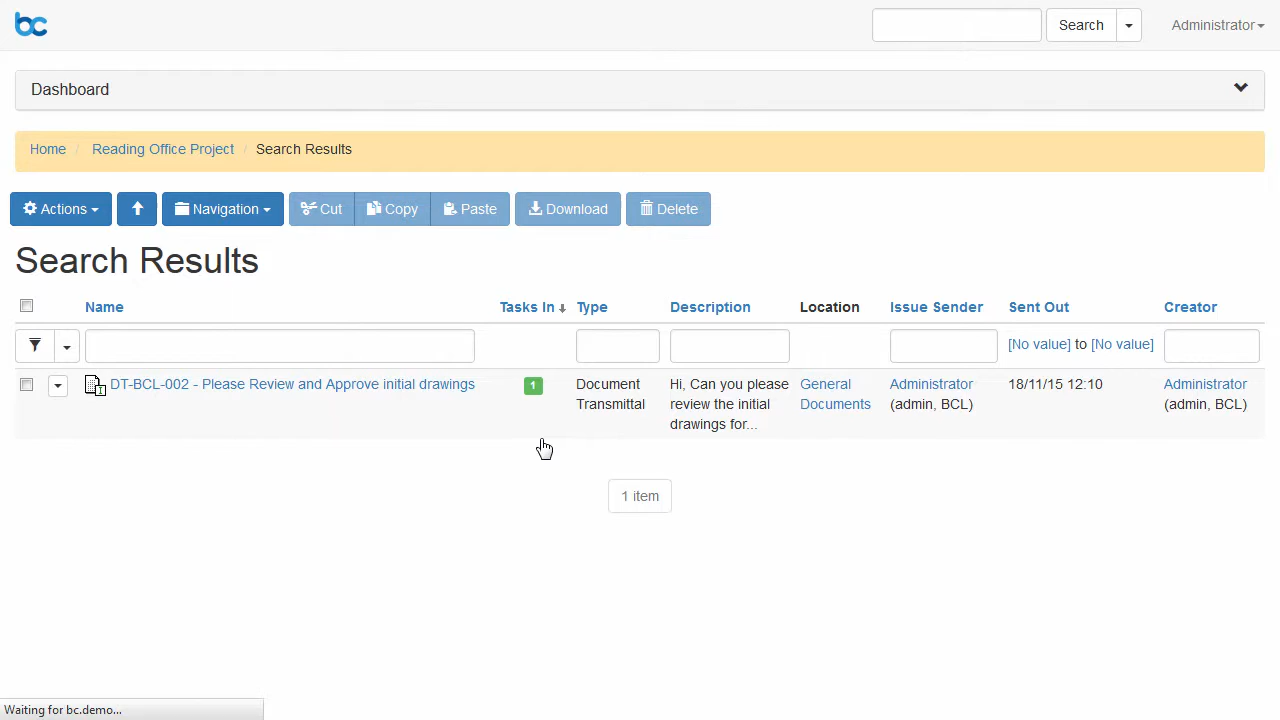 bc
Search
Administrator
Dashboard
Home / Reading Office Project / Search Results
Actions
Navigation
Cut
Copy
Paste
Download
Delete
Search Results
Name
Tasks In
Type
Description
Location
Issue Sender
Sent Out
Creator
[No value] to [No value]
DT-BCL-002 - Please Review and Approve initial drawings
1
Document
Transmittal
Hi, Can you please
review the initial
drawings for...
General
Documents
Administrator
(admin, BCL)
18/11/15 12:10
Administrator
(admin, BCL)
1 item
Waiting for bc.demo...